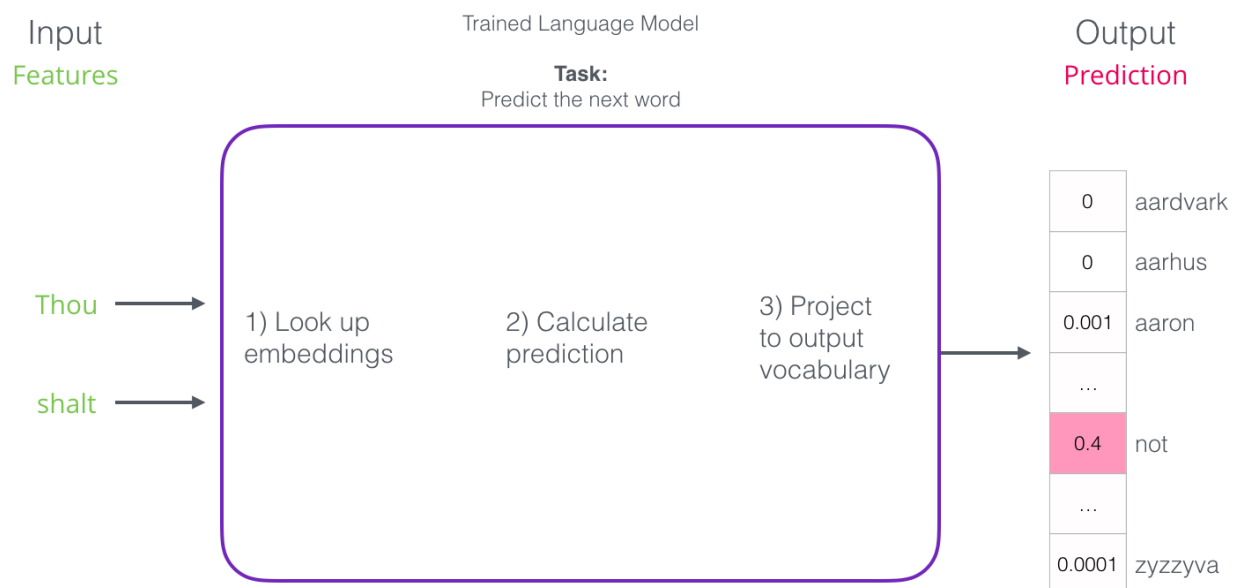 Input
Features
Trained Language Model
Task:
Predict the next word
Output
Prediction
Thou
shalt
1) Look up
embeddings
2) Calculate
prediction
3) Project
to output
vocabulary
0 aardvark
0 aarhus
0.001 aaron
...
0.4 not
...
0.0001 zyzzyva